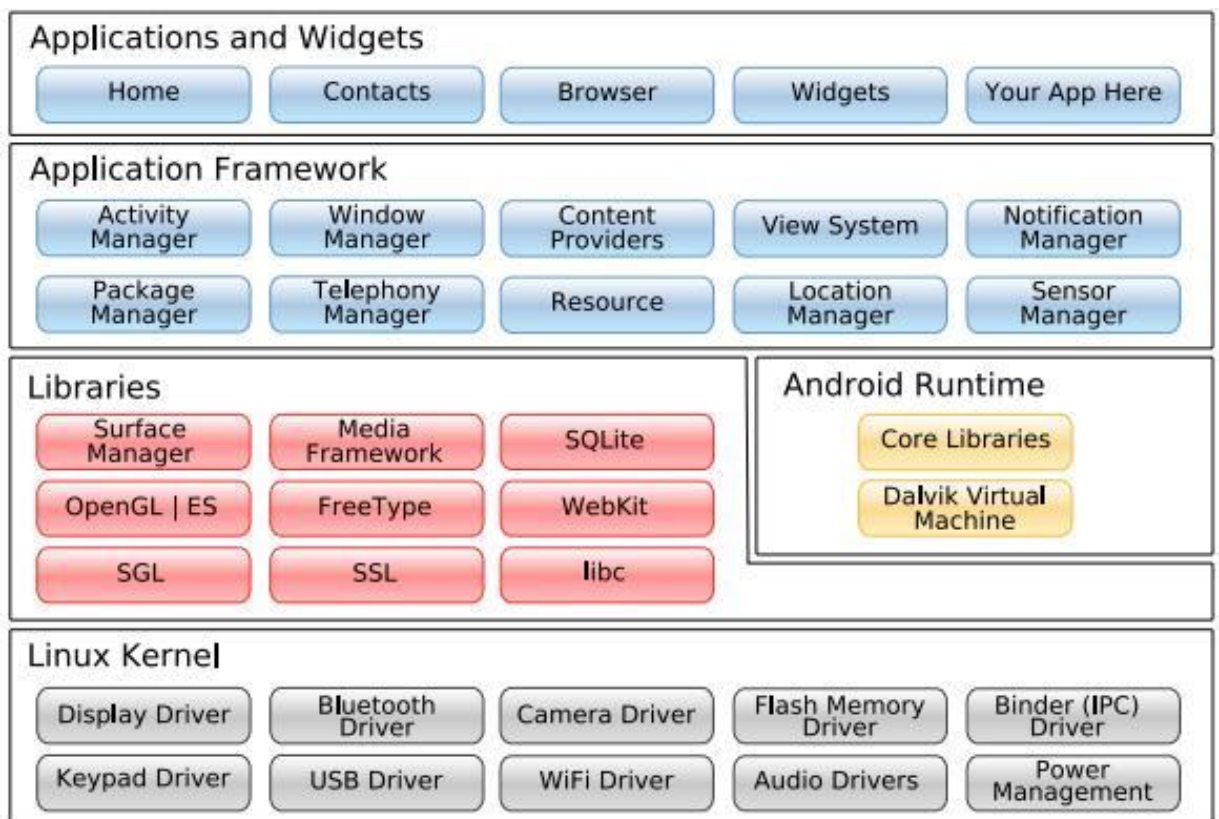 Applications and Widgets
Home
Contacts
Browser
Widgets
Your App Here
Application Framework
Activity
Manager
Window
Manager
Content
Providers
View System
Notification
Manager
Package
Manager
Telephony
Manager
Resource
Location
Manager
Sensor
Manager
Libraries
Surface
Manager
Media
Framework
SQLite
OpenGL | ES
FreeType
WebKit
SGL
SSL
libc
Android Runtime
Core Libraries
Dalvik Virtual
Machine
Linux Kernel
Display Driver
Bluetooth
Driver
Camera Driver
Flash Memory
Driver
Binder (IPC)
Driver
Keypad Driver
USB Driver
WiFi Driver
Audio Drivers
Power
Management